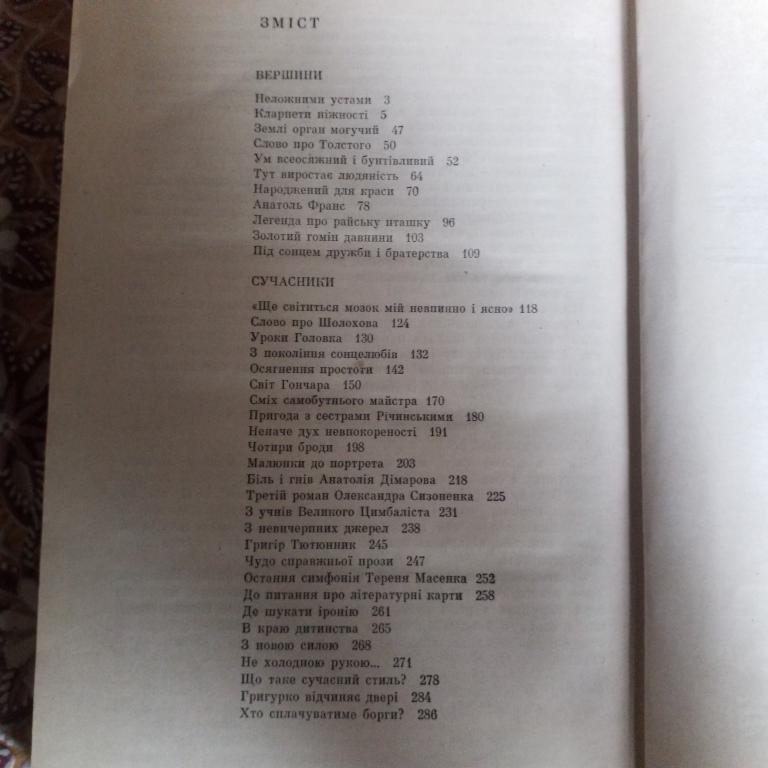 ЗМІСТ
ВЕРШИНИ
Неложними устами 3
Кларнети ніжності 5
Землі орган могучий 47
Слово про Толстого 50
Ум всеосяжний і бунтівливий 52
Тут виростає людяність 64
Народжений для краси 70
Анатоль Франс 78
Легенда про райську пташку 96
Золотий гомін давнини 103
Під сонцем дружби і братерства 109
СУЧАСНИКИ
«Ще світиться мозок мій невпинно і ясно» 118
Слово про Шолохова 124
Уроки Головка 130
З покоління сонцелюбів 132
Осягнення простоти 142
Світ Гончара 150
Сміх самобутнього майстра 170
Пригода з сестрами Річинськими 180
Неначе дух невпокореності 191
Чотири броди 198
Малюнки до портрета 203
Біль і гнів Анатолія Дімарова 218
Третій роман Олександра Сизоненка 225
З учнів Великого Цимбаліста 231
З невичерпних джерел 238
Григір Тютюнник 245
Чудо справжньої прози 247
Остання симфонія Тереня Масенка 252
До питання про літературні карти 258
Де шукати іронію 261
В краю дитинства 265
З новою силою 268
Не холодною рукою... 271
Що таке сучасний стиль? 278
Григурко відчиняє двері 284
Хто сплачуватиме борги? 286